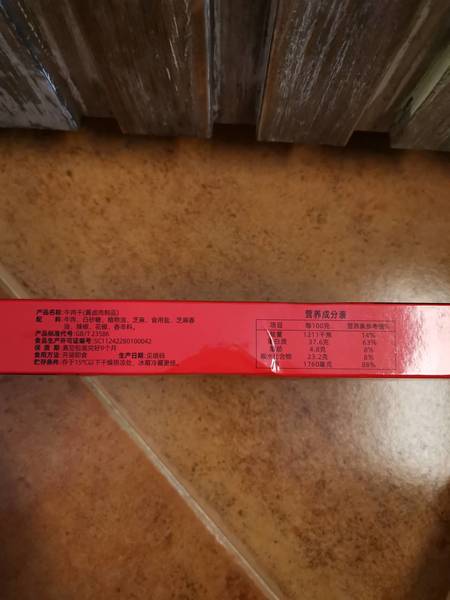 产品名称: 牛肉干(酱卤肉制品)
配 料: 牛肉、白砂糖、植物油、芝麻、食用盐、芝麻香
油、辣椒、花椒、香辛料。
产品标准代号: GB/T 23586
食品生产许可证编号: SC11242280100042
保 质 期: 真空包装完好9个月
食用方法: 开袋即食 生产日期: 见喷码
贮存条件: 存于15℃以下干燥阴凉处, 冰箱冷藏更佳。
营养成分表
项目 每100克 营养素参考值%
能量 1211千焦 14%
蛋白质 37.6克 63%
脂肪 4.8克 8%
碳水化合物 23.2克 8%
钠 1760毫克 88%